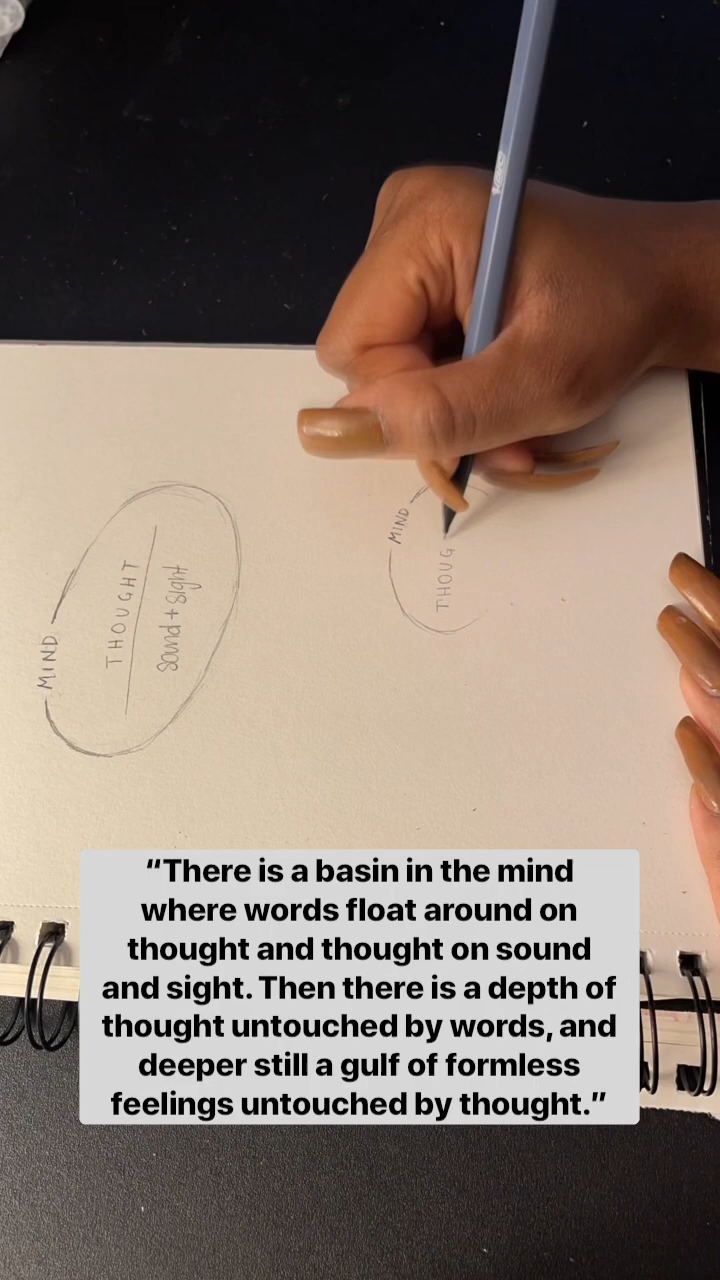 MIND
THOUGHT
sound + sight
MIND
THOUG
“There is a basin in the mind
where words float around on
thought and thought on sound
and sight. Then there is a depth of
thought untouched by words, and
deeper still a gulf of formless
feelings untouched by thought.”